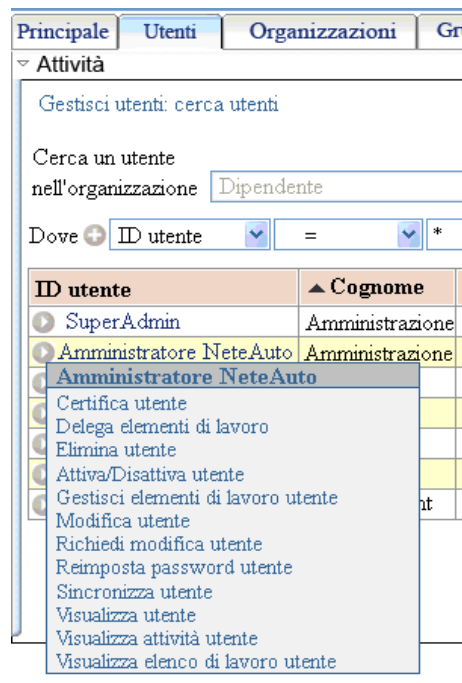 Principale Utenti Organizzazioni Gr
Attività
Gestisci utenti: cerca utenti
Cerca un utente
nell'organizzazione Dipendente
Dove ID utente = *
ID utente Cognome
SuperAdmin Amministrazione
Amministratore NeteAuto Amministrazione
Amministratore NeteAuto
Certifica utente
Delega elementi di lavoro
Elimina utente
Attiva/Disattiva utente
Gestisci elementi di lavoro utente
Modifica utente
Richiedi modifica utente
Reimposta password utente
Sincronizza utente
Visualizza utente
Visualizza attività utente
Visualizza elenco di lavoro utente